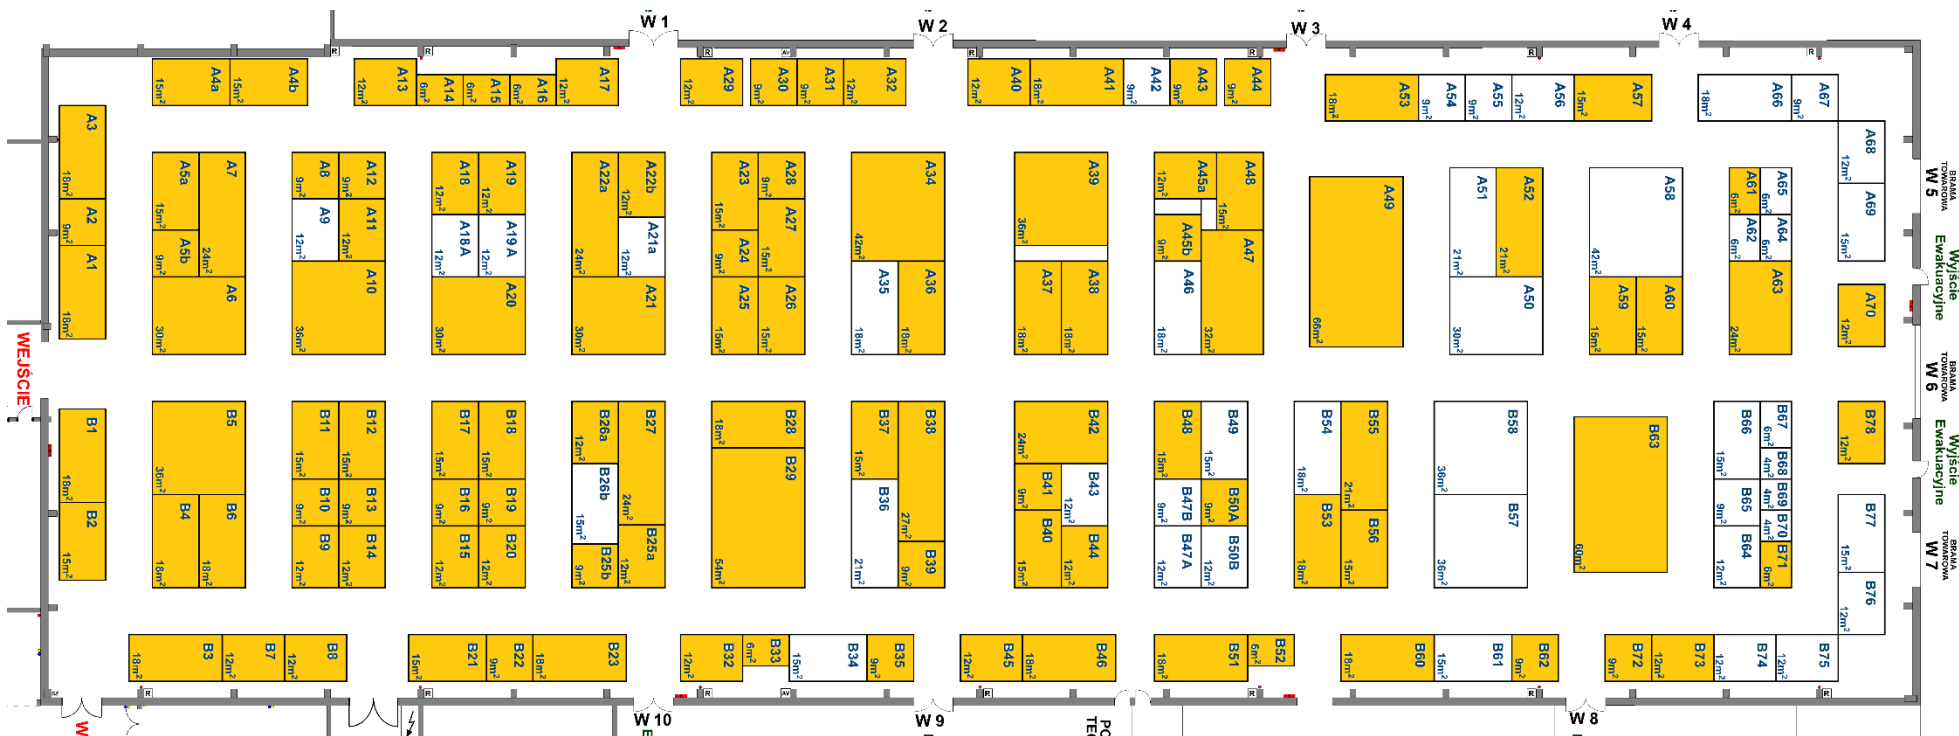 W 1
W 2
W 3
W 4
R
R
R
AV
R
R
R
A4a
15m²
A4b
15m²
A13
12m²
A14
6m²
A15
6m²
A16
6m²
A17
12m²
A29
12m²
A30
9m²
A31
9m²
A32
12m²
A40
12m²
A41
18m²
A42
9m²
A43
9m²
A44
9m²
A53
18m²
A54
9m²
A55
9m²
A56
12m²
A57
15m²
A66
18m²
A67
9m²
A68
12m²
A69
15m²
A70
12m²
A3
18m²
A2
9m²
A1
18m²
A5a
15m²
A7
24m²
A5b
9m²
A6
30m²
A8
9m²
A12
9m²
A9
12m²
A11
12m²
A10
36m²
A18
12m²
A19
12m²
A18A
12m²
A19A
12m²
A20
30m²
A22a
24m²
A22b
12m²
A21a
12m²
A21
30m²
A23
15m²
A28
9m²
A27
15m²
A24
9m²
A25
15m²
A26
15m²
A34
42m²
A35
18m²
A36
18m²
A39
36m²
A37
18m²
A38
18m²
A45a
12m²
A48
15m²
A45b
9m²
A47
32m²
A46
18m²
A49
66m²
A51
21m²
A52
21m²
A50
30m²
A58
42m²
A59
15m²
A60
15m²
A61
6m²
A65
6m²
A62
6m²
A64
6m²
A63
24m²
BRAMA
TOWAROWA
W 5
Wyjście
Ewakuacyjne
BRAMA
TOWAROWA
W 6
Wyjście
Ewakuacyjne
BRAMA
TOWAROWA
W 7
WEJŚCIE
B1
18m²
B2
15m²
B5
36m²
B4
18m²
B6
18m²
B11
15m²
B12
15m²
B10
9m²
B13
9m²
B9
12m²
B14
12m²
B17
15m²
B18
15m²
B16
9m²
B19
9m²
B15
12m²
B20
12m²
B26a
12m²
B27
24m²
B26b
15m²
B25a
12m²
B25b
9m²
B28
18m²
B29
54m²
B37
15m²
B38
27m²
B36
21m²
B39
9m²
B42
24m²
B41
9m²
B43
12m²
B40
15m²
B44
12m²
B48
15m²
B49
15m²
B47B
9m²
B50A
9m²
B47A
12m²
B50B
12m²
B54
18m²
B55
21m²
B53
18m²
B56
15m²
B58
36m²
B57
36m²
B63
60m²
B66
15m²
B67
6m²
B68
4m²
B65
9m²
B69
4m²
B70
4m²
B64
12m²
B71
6m²
B78
12m²
B77
15m²
B76
12m²
B3
18m²
B7
12m²
B8
12m²
B21
15m²
B22
9m²
B23
18m²
B32
12m²
B33
6m²
B34
15m²
B35
9m²
B45
12m²
B46
18m²
B51
18m²
B52
6m²
B60
18m²
B61
15m²
B62
9m²
B72
9m²
B73
12m²
B74
12m²
B75
12m²
R
R
AV
R
R
R
R
W
W 10
W 9
PO
TEC
W 8